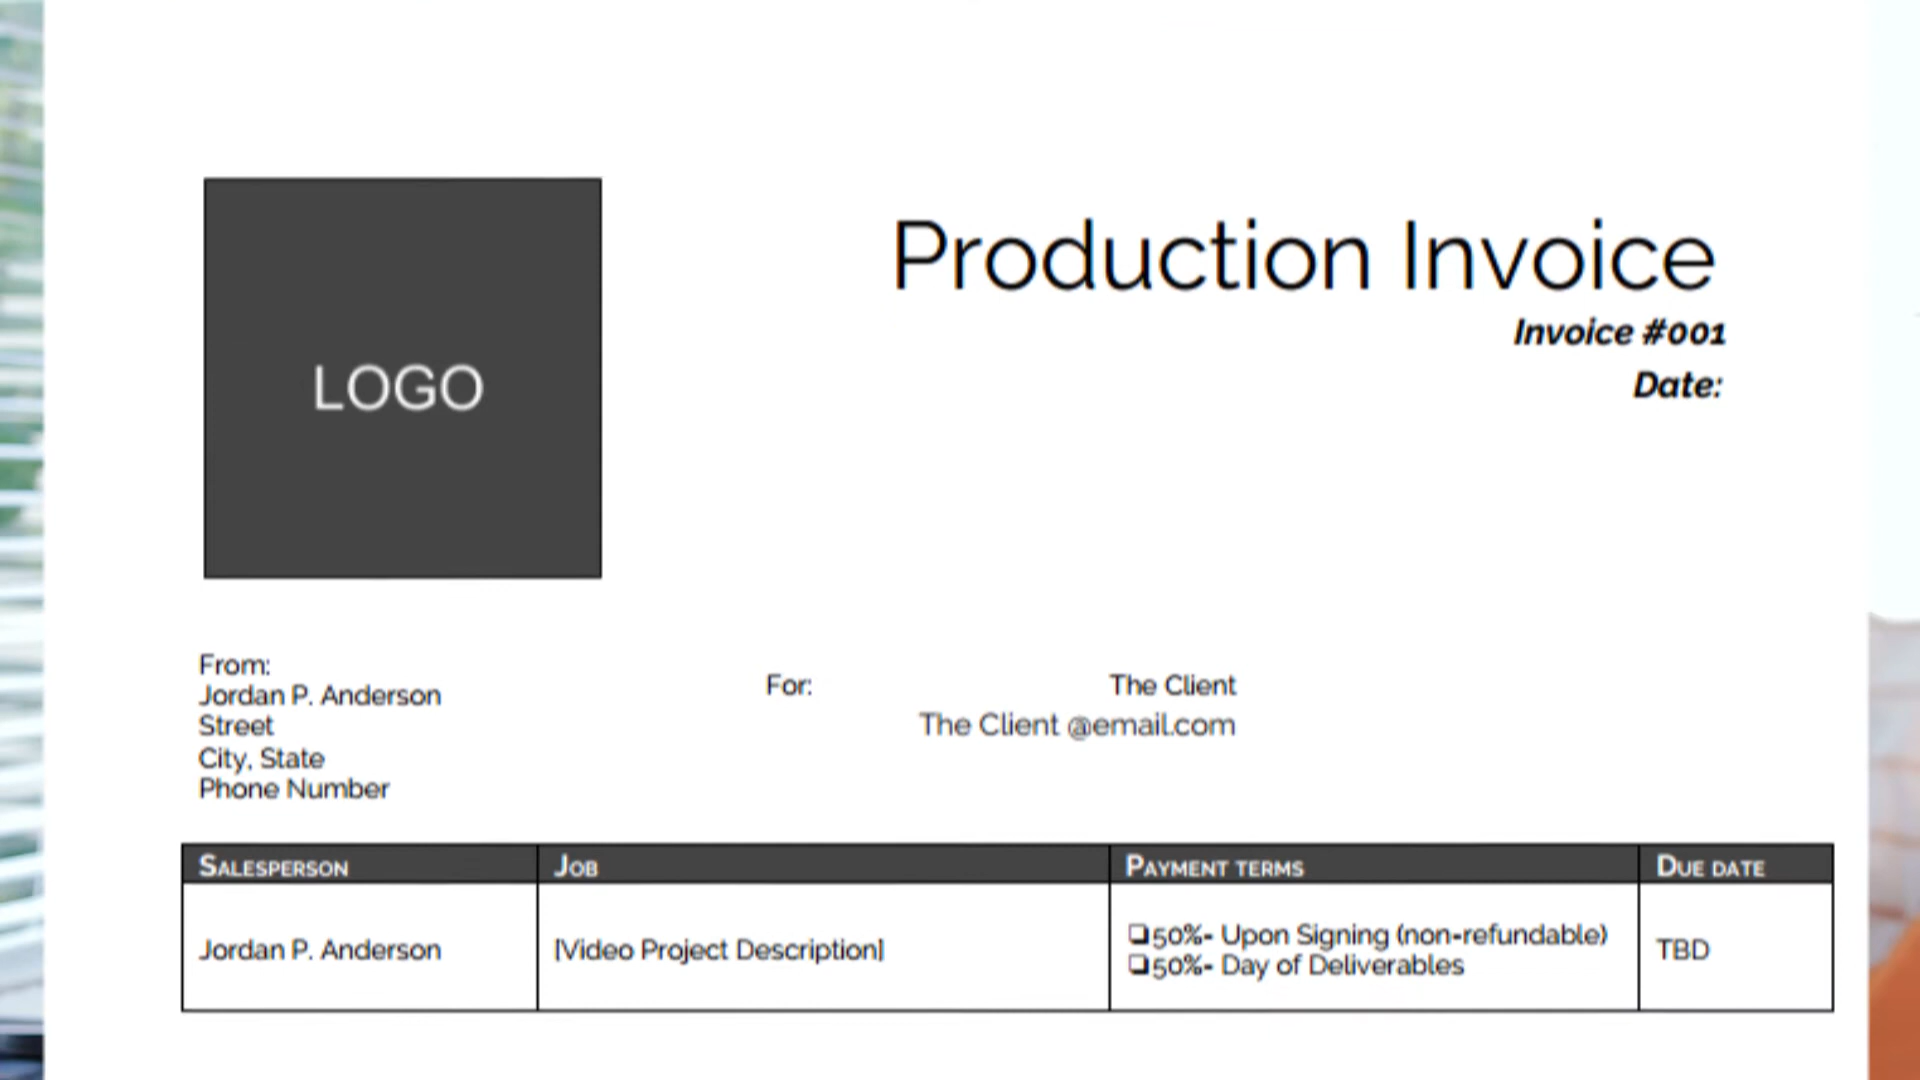 LOGO
Production Invoice
Invoice #001
Date:
From:
Jordan P. Anderson
Street
City, State
Phone Number
For: The Client
The Client @email.com
SALESPERSON JOB PAYMENT TERMS DUE DATE
Jordan P. Anderson [Video Project Description] ❏50%- Upon Signing (non-refundable) TBD
❏50%- Day of Deliverables